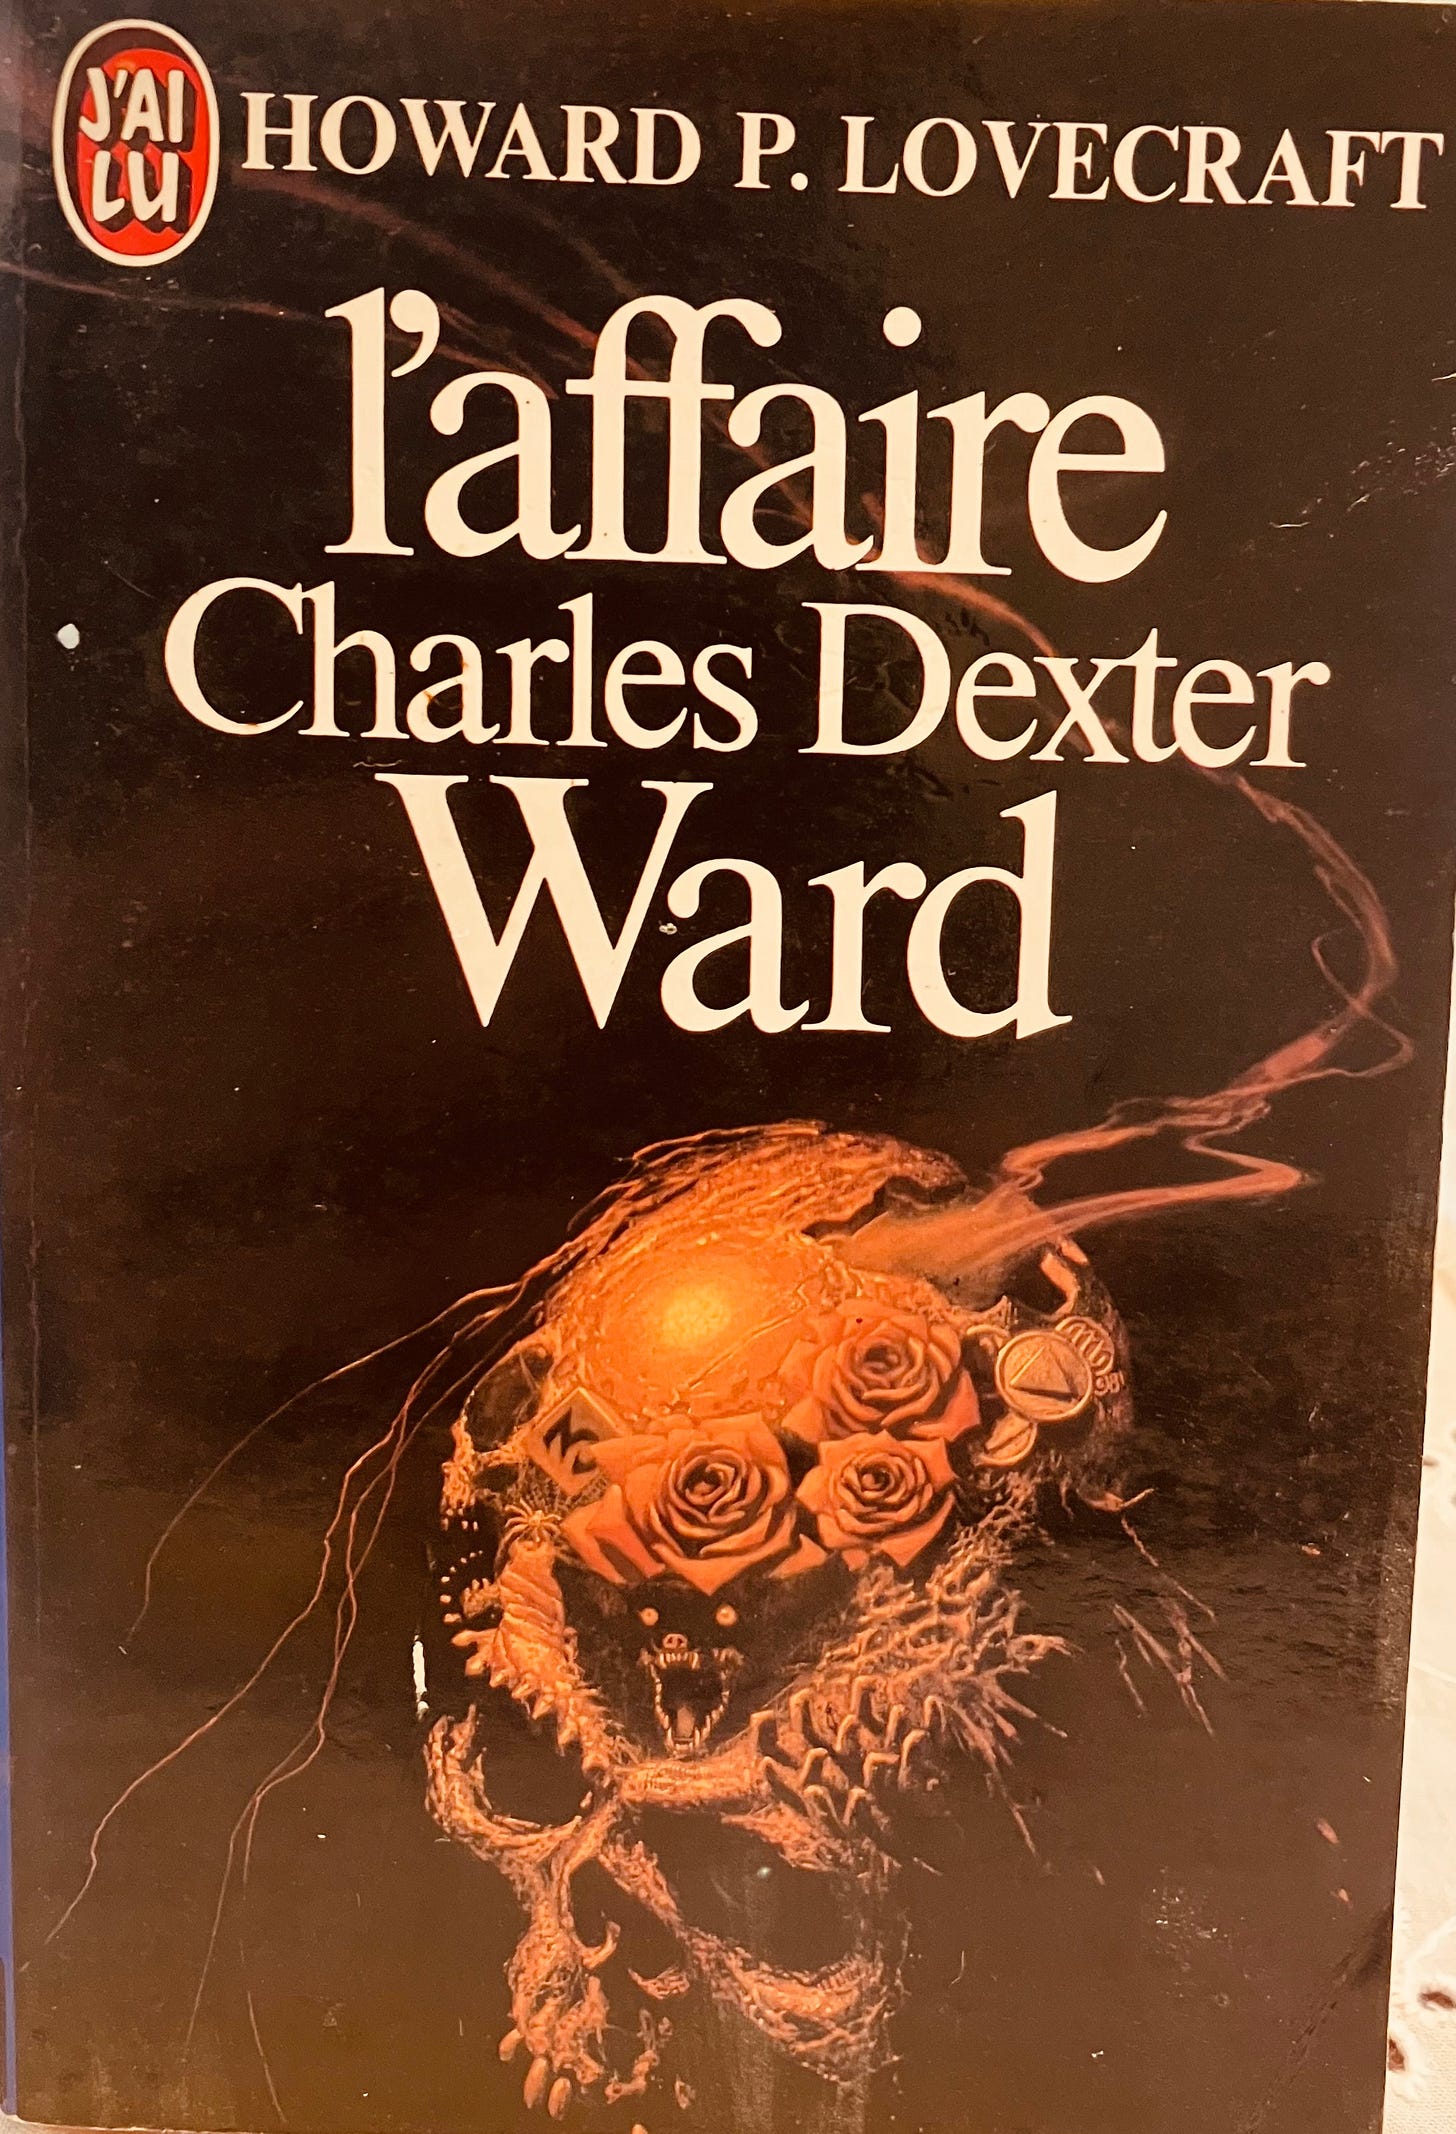 J'AI
LU
HOWARD P. LOVECRAFT
l'affaire
Charles Dexter
Ward